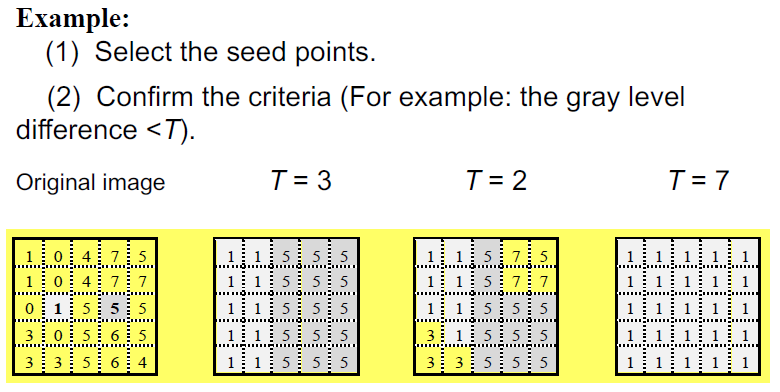 Example:
(1) Select the seed points.
(2) Confirm the criteria (For example: the gray level
difference <T).
Original image T = 3 T = 2 T = 7
1 0 4 7 5 1 1 5 5 5 1 1 5 7 5 1 1 1 1 1
1 0 4 7 7 1 1 5 5 5 1 1 5 7 7 1 1 1 1 1
0 1 5 5 5 1 1 5 5 5 1 1 5 5 5 1 1 1 1 1
3 0 5 6 5 1 1 5 5 5 3 1 5 5 5 1 1 1 1 1
3 3 5 6 4 1 1 5 5 5 3 3 5 5 5 1 1 1 1 1